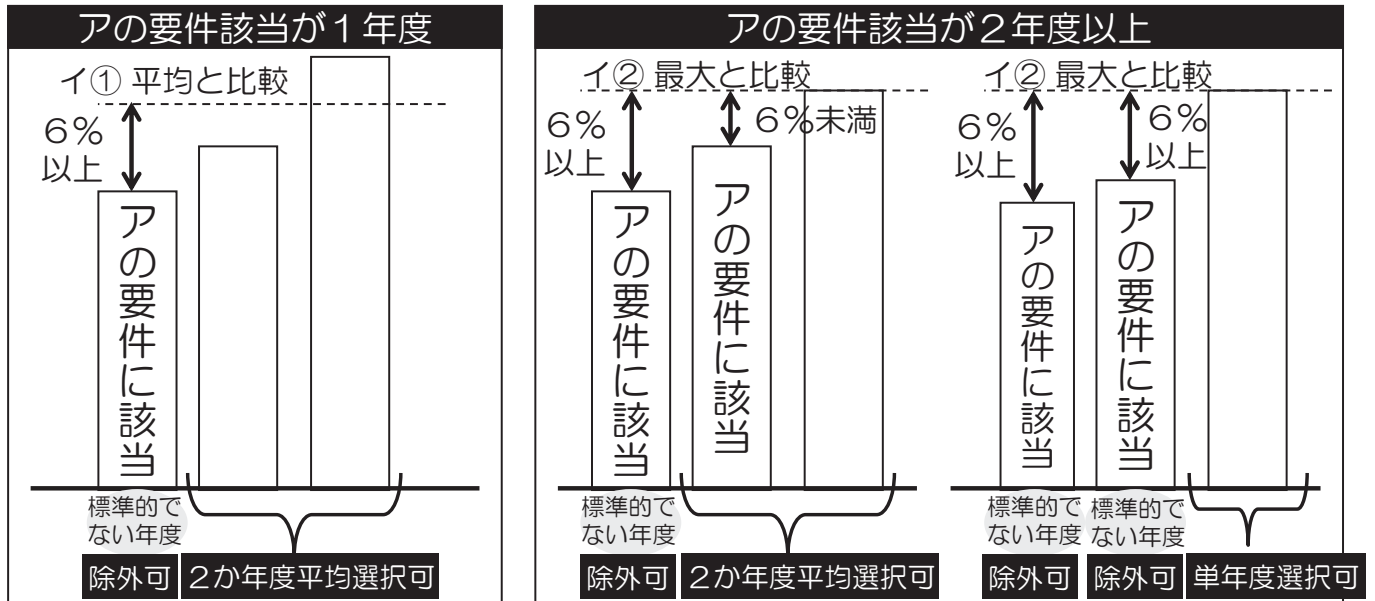 アの要件該当が１年度
イ① 平均と比較
６％
以上
アの要件に該当
標準的で
ない年度
除外可
２か年度平均選択可
アの要件該当が２年度以上
イ② 最大と比較
６％
以上
６％未満
アの要件に該当
アの要件に該当
標準的で
ない年度
除外可
２か年度平均選択可
イ② 最大と比較
６％
以上
６％
以上
アの要件に該当
アの要件に該当
標準的で
ない年度
標準的で
ない年度
除外可
除外可
単年度選択可